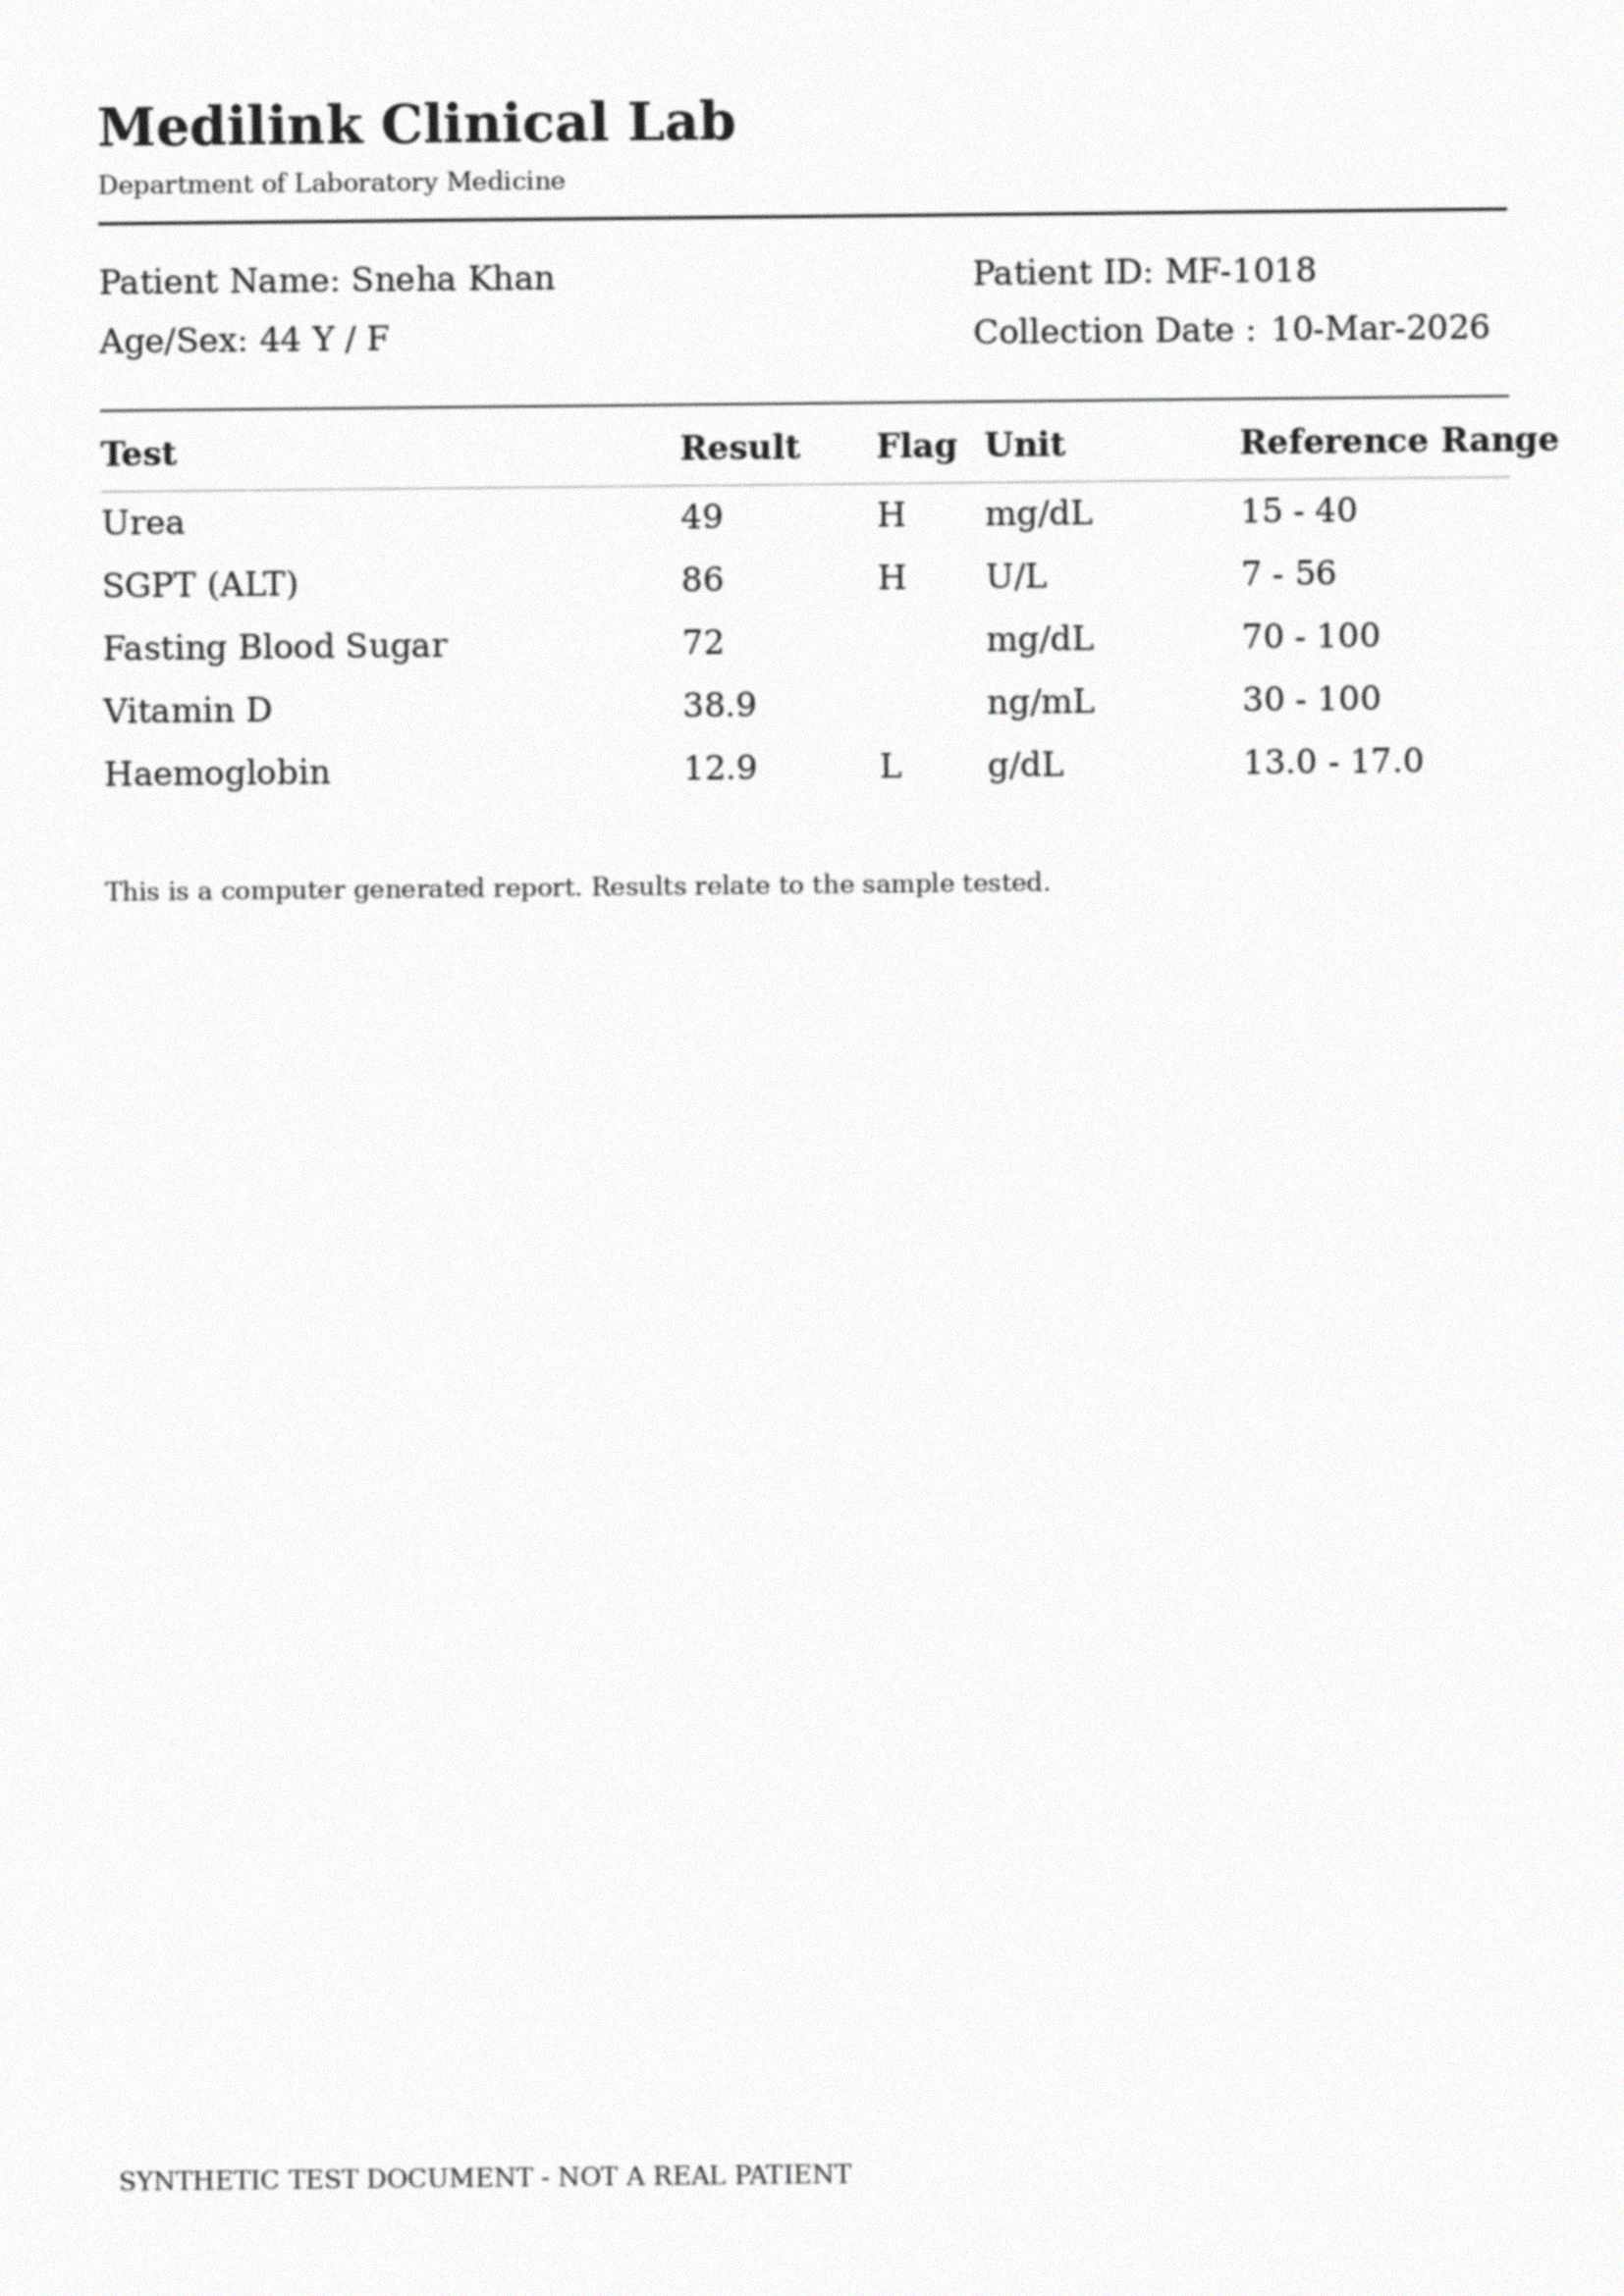 Medilink Clinical Lab
Department of Laboratory Medicine
Patient Name: Sneha Khan Patient ID: MF-1018
Age/Sex: 44 Y / F Collection Date : 10-Mar-2026
Test Result Flag Unit Reference Range
Urea 49 H mg/dL 15 - 40
SGPT (ALT) 86 H U/L 7 - 56
Fasting Blood Sugar 72 mg/dL 70 - 100
Vitamin D 38.9 ng/mL 30 - 100
Haemoglobin 12.9 L g/dL 13.0 - 17.0
This is a computer generated report. Results relate to the sample tested.
SYNTHETIC TEST DOCUMENT - NOT A REAL PATIENT